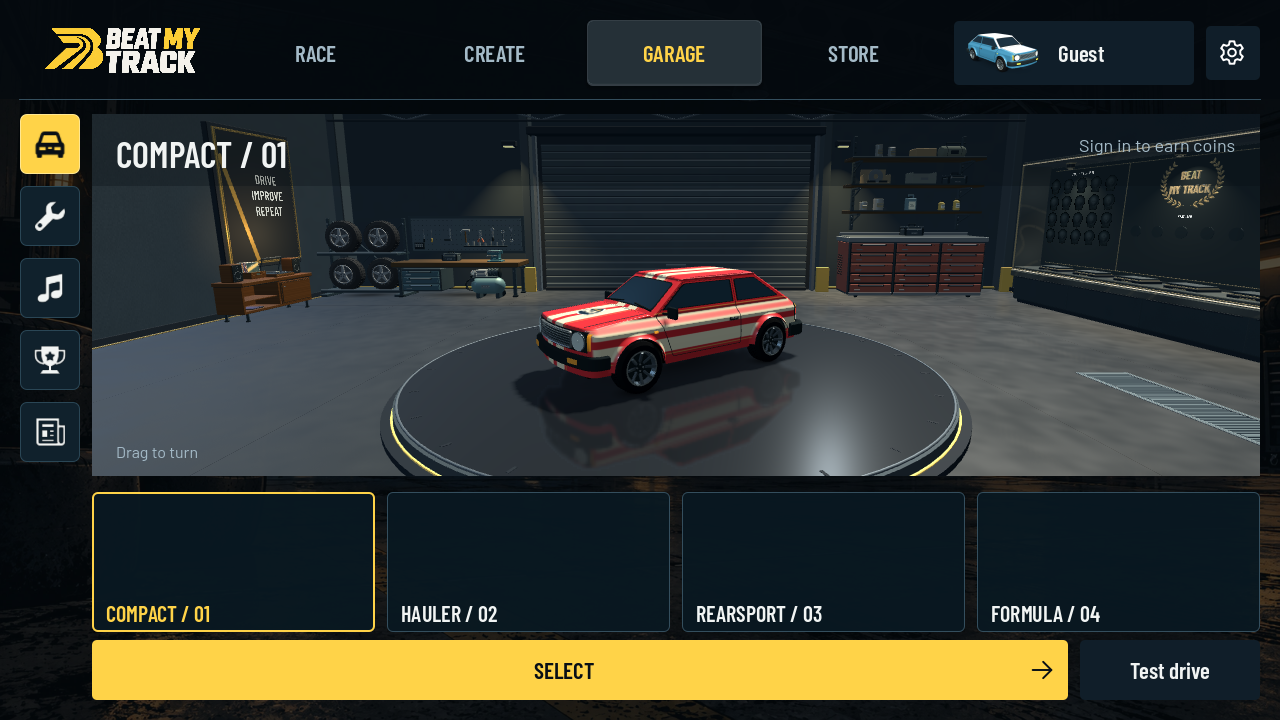 BEAT MY TRACK
RACE
CREATE
GARAGE
STORE
Guest
COMPACT / 01
Sign in to earn coins
DRIVE
IMPROVE
REPEAT
BEAT
MY TRACK
Drag to turn
COMPACT / 01
HAULER / 02
REARSPORT / 03
FORMULA / 04
SELECT
Test drive